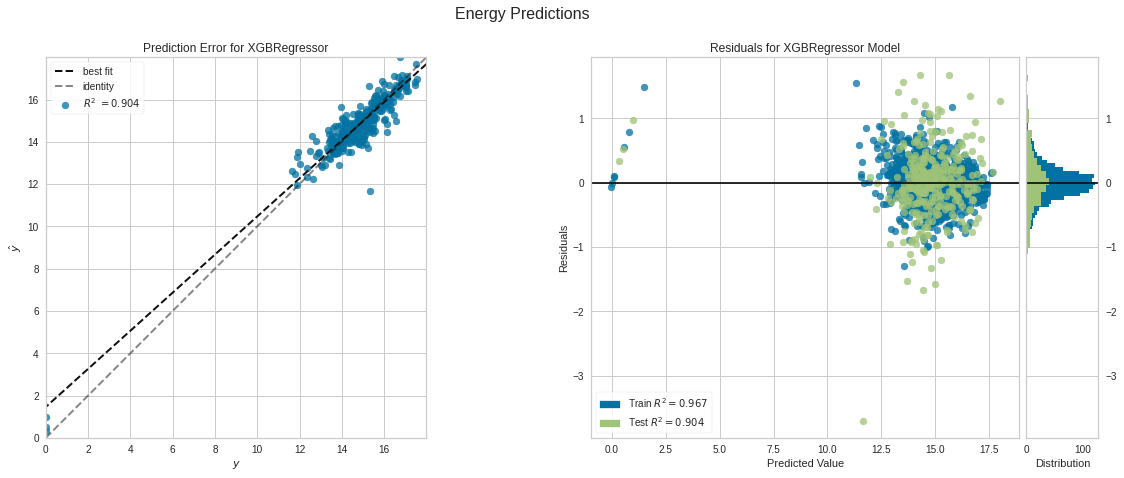 Energy Predictions
Prediction Error for XGBRegressor
best fit
identity
R² = 0.904
16
14
12
10
8
6
4
2
0
ŷ
0 2 4 6 8 10 12 14 16
y
Residuals for XGBRegressor Model
1
0
−1
−2
−3
Residuals
Train R² = 0.967
Test R² = 0.904
0.0 2.5 5.0 7.5 10.0 12.5 15.0 17.5
Predicted Value
1
0
−1
−2
−3
0 100
Distribution